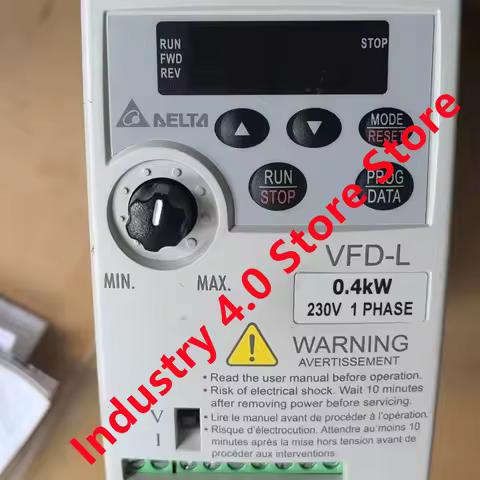 RUN STOP
FWD
REV
DELTA
MODE
RESET
RUN
STOP
PROG
DATA
VFD-L
MIN. MAX.
0.4kW
230V 1 PHASE
WARNING
AVERTISSEMENT
• Read the user manual before operation.
• Risk of electrical shock. Wait 10 minutes
after removing power before servicing.
• Lire le manuel avant de procéder à l'opération.
• Risque d'électrocution. Attendre au moins 10
minutes après la mise hors tension avant de
procéder aux interventions.
V
I
Industry 4.0 Store Store